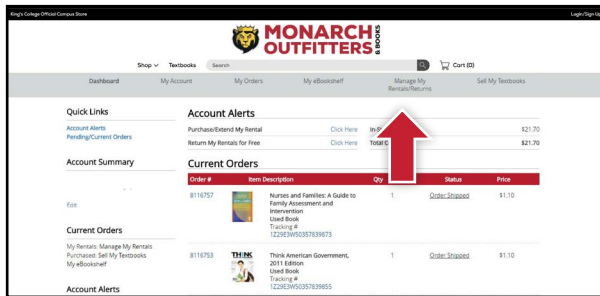 King's College Official Campus Store
Login/Sign Up
MONARCH
OUTFITTERS
& BOOKS
Shop
Textbooks
Search
Cart (0)
Dashboard
My Account
My Orders
My eBookshelf
Manage My
Rentals/Returns
Sell My Textbooks
Quick Links
Account Alerts
Pending/Current Orders
Account Summary
Edit
Current Orders
My Rentals: Manage My Rentals
Purchased: Sell My Textbooks
My eBookshelf
Account Alerts
Account Alerts
Purchase/Extend My Rental Click Here
$21.70
Return My Rentals for Free Click Here
Total
$21.70
Current Orders
Order # Item Description Qty Status Price
8116757
Nurses and Families: A Guide to
Family Assessment and
Intervention
Used Book
Tracking #
1Z29E3W50357839873
1 Order Shipped $1.10
8116753
THINK
Think American Government,
2011 Edition
Used Book
Tracking #
1Z29E3W50357839855
1 Order Shipped $1.10